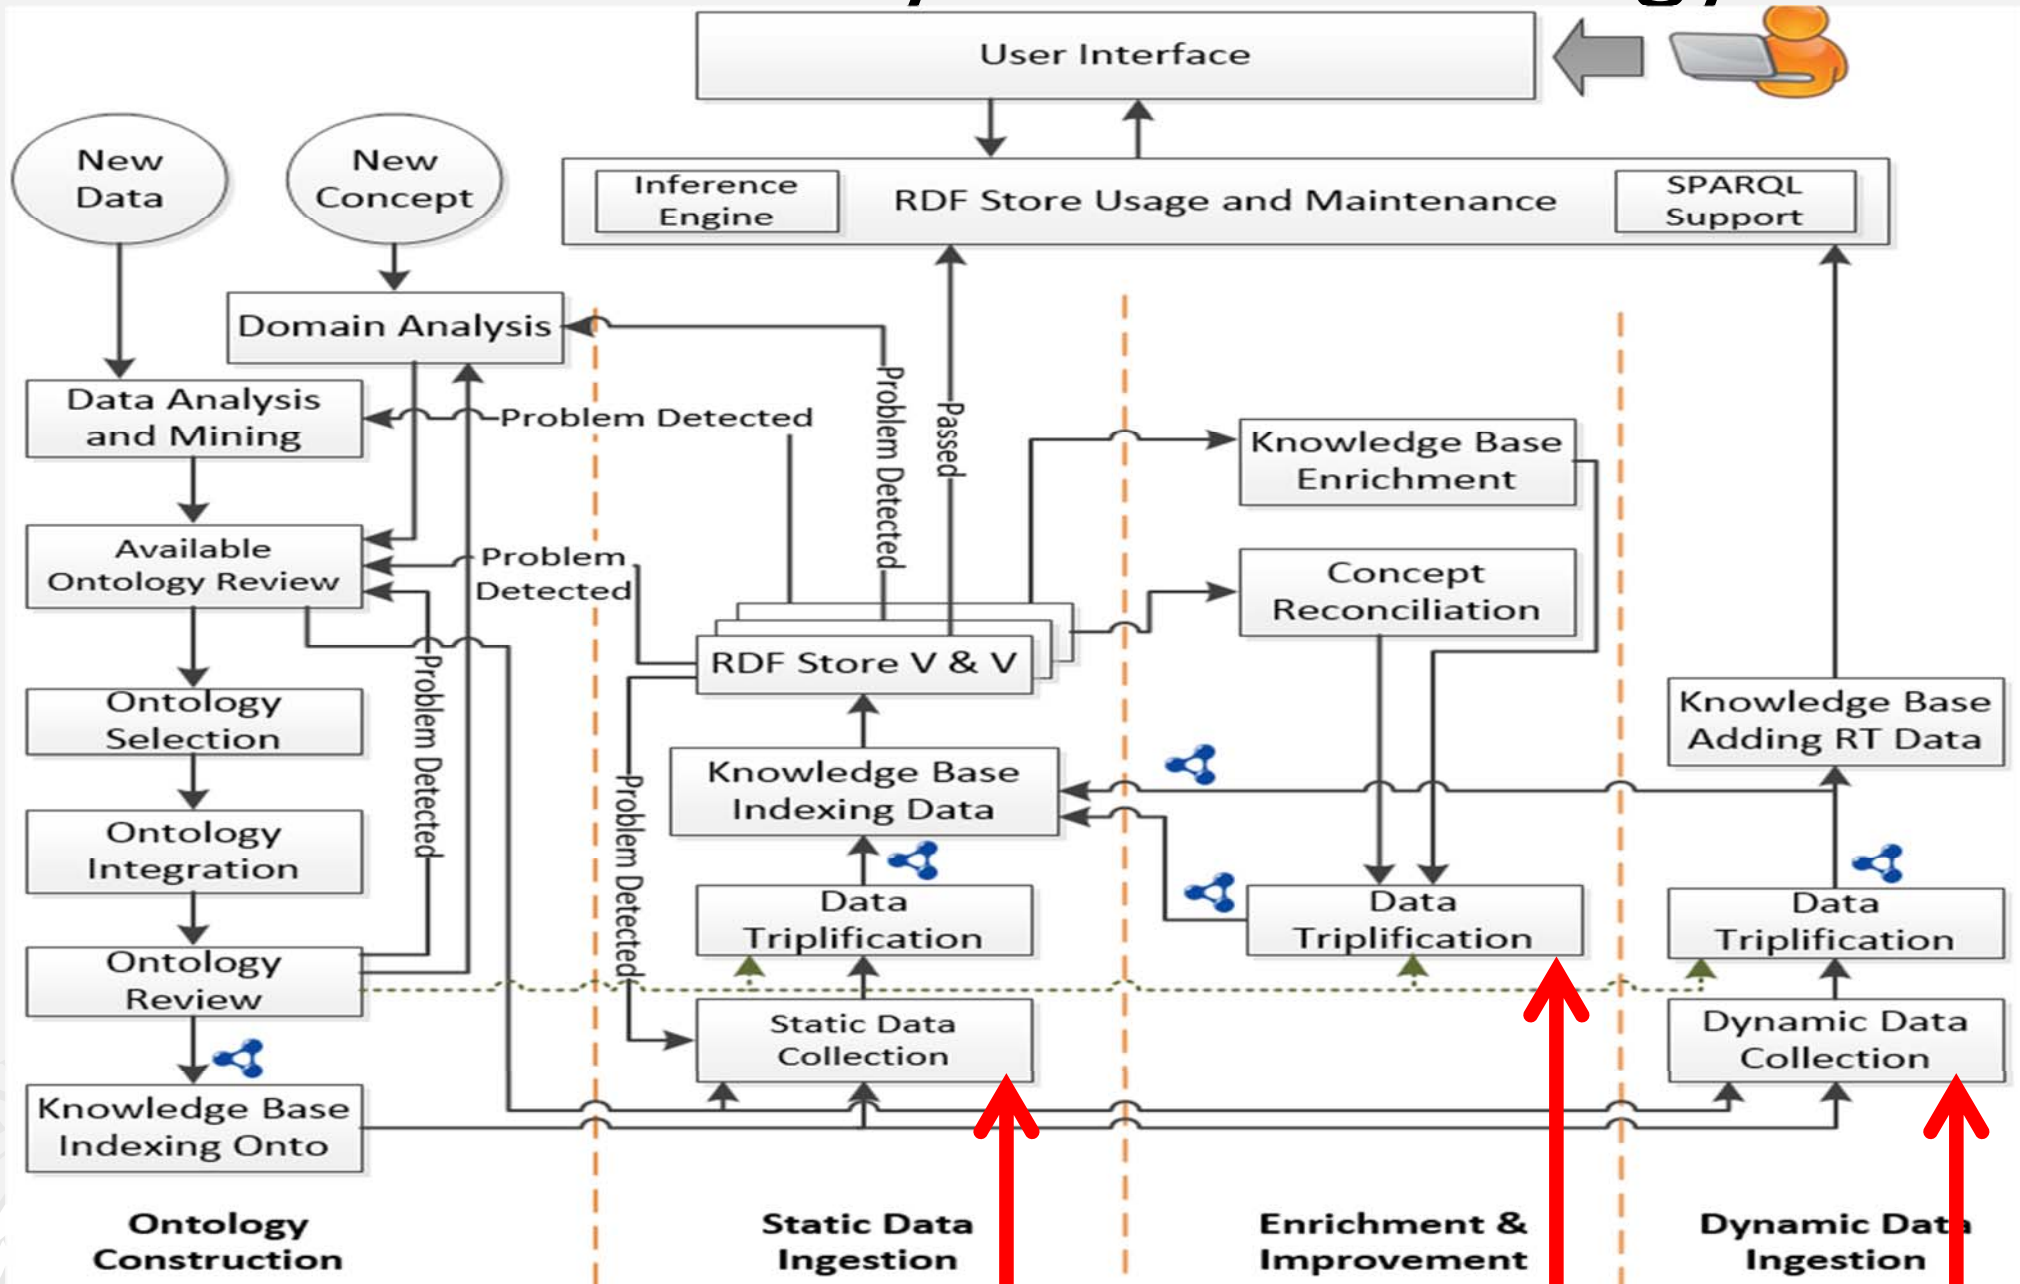 User Interface
New
Data
New
Concept
Inference
Engine
RDF Store Usage and Maintenance
SPARQL
Support
Domain Analysis
Data Analysis
and Mining
Problem Detected
Problem Detected
Passed
Knowledge Base
Enrichment
Available
Ontology Review
Problem
Detected
Concept
Reconciliation
RDF Store V & V
Ontology
Selection
Problem Detected
Problem Detected
Knowledge Base
Indexing Data
Knowledge Base
Adding RT Data
Ontology
Integration
Data
Triplification
Data
Triplification
Data
Triplification
Ontology
Review
Static Data
Collection
Dynamic Data
Collection
Knowledge Base
Indexing Onto
Ontology
Construction
Static Data
Ingestion
Enrichment &
Improvement
Dynamic Data
Ingestion